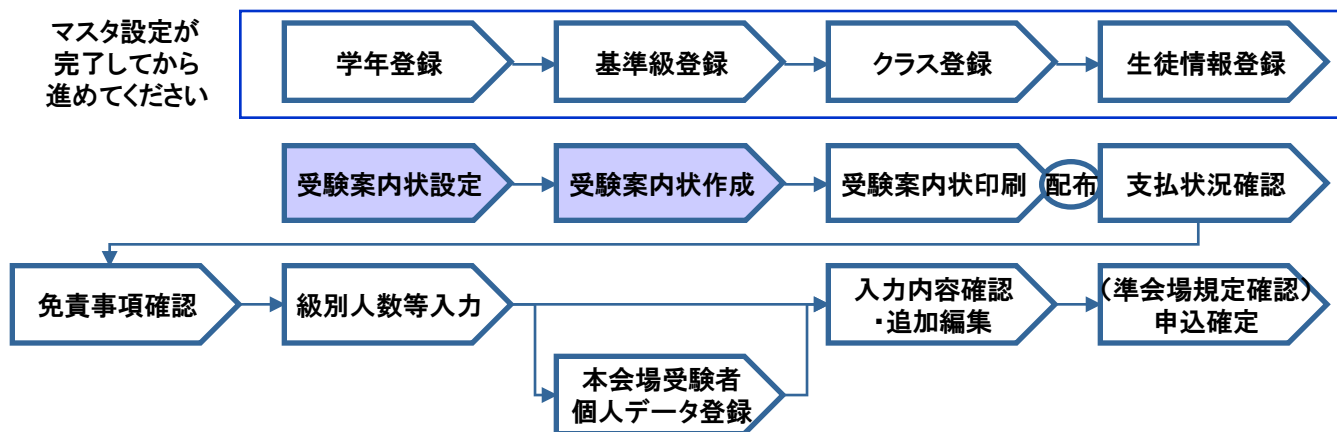 マスタ設定が
完了してから
進めてください
学年登録
基準級登録
クラス登録
生徒情報登録
受験案内状設定
受験案内状作成
受験案内状印刷
配布
支払状況確認
免責事項確認
級別人数等入力
入力内容確認
・追加編集
（準会場規定確認）
申込確定
本会場受験者
個人データ登録